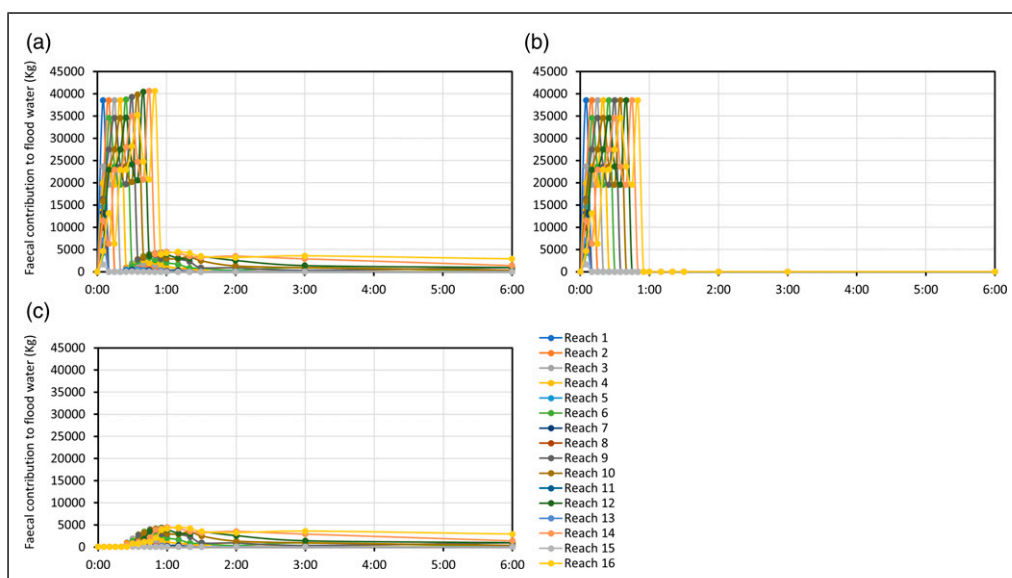 (a)
Faecal contribution to flood water (Kg)
45000
40000
35000
30000
25000
20000
15000
10000
5000
0
0:00 1:00 2:00 3:00 4:00 5:00 6:00
(b)
45000
40000
35000
30000
25000
20000
15000
10000
5000
0
0:00 1:00 2:00 3:00 4:00 5:00 6:00
(c)
Faecal contribution to flood water (Kg)
45000
40000
35000
30000
25000
20000
15000
10000
5000
0
0:00 1:00 2:00 3:00 4:00 5:00 6:00
Reach 1
Reach 2
Reach 3
Reach 4
Reach 5
Reach 6
Reach 7
Reach 8
Reach 9
Reach 10
Reach 11
Reach 12
Reach 13
Reach 14
Reach 15
Reach 16